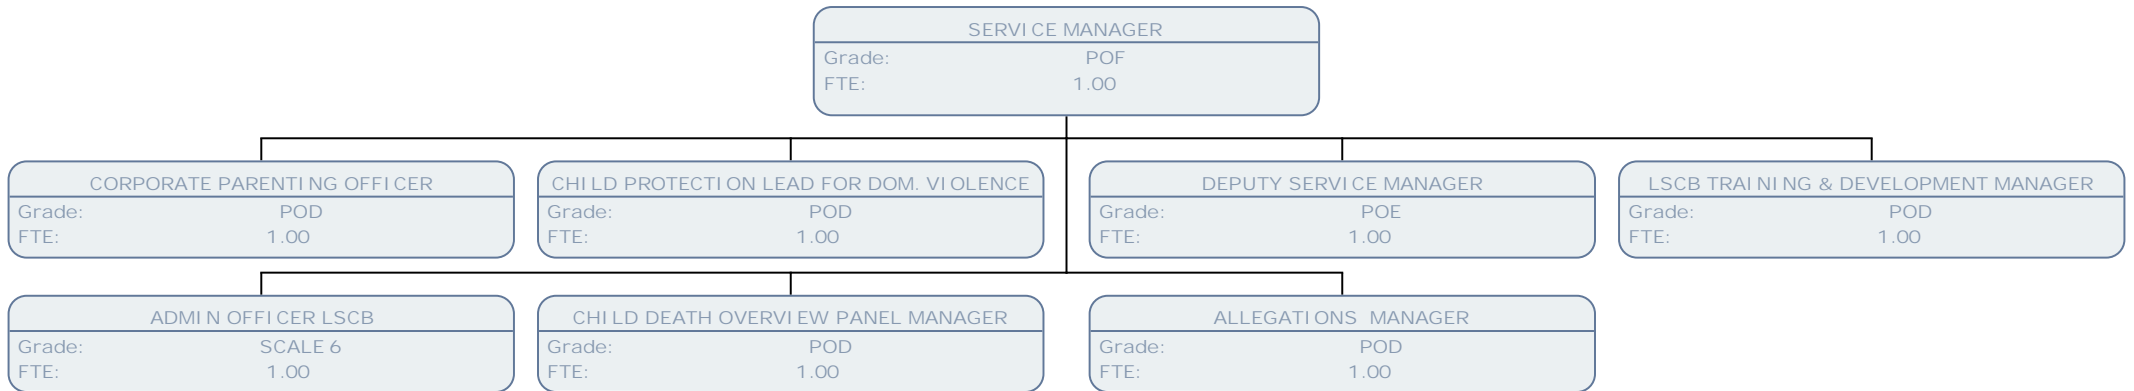 SERVICE MANAGER
Grade: POF
FTE: 1.00
CORPORATE PARENTING OFFICER
Grade: POD
FTE: 1.00
CHILD PROTECTION LEAD FOR DOM. VIOLENCE
Grade: POD
FTE: 1.00
DEPUTY SERVICE MANAGER
Grade: POE
FTE: 1.00
LSCB TRAINING & DEVELOPMENT MANAGER
Grade: POD
FTE: 1.00
ADMIN OFFICER LSCB
Grade: SCALE 6
FTE: 1.00
CHILD DEATH OVERVIEW PANEL MANAGER
Grade: POD
FTE: 1.00
ALLEGATIONS MANAGER
Grade: POD
FTE: 1.00